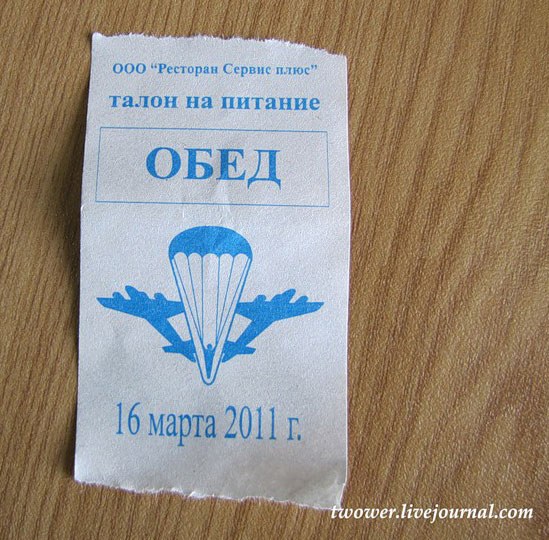 ООО “Ресторан Сервис плюс”
талон на питание
ОБЕД
16 марта 2011 г.
twower.livejournal.com